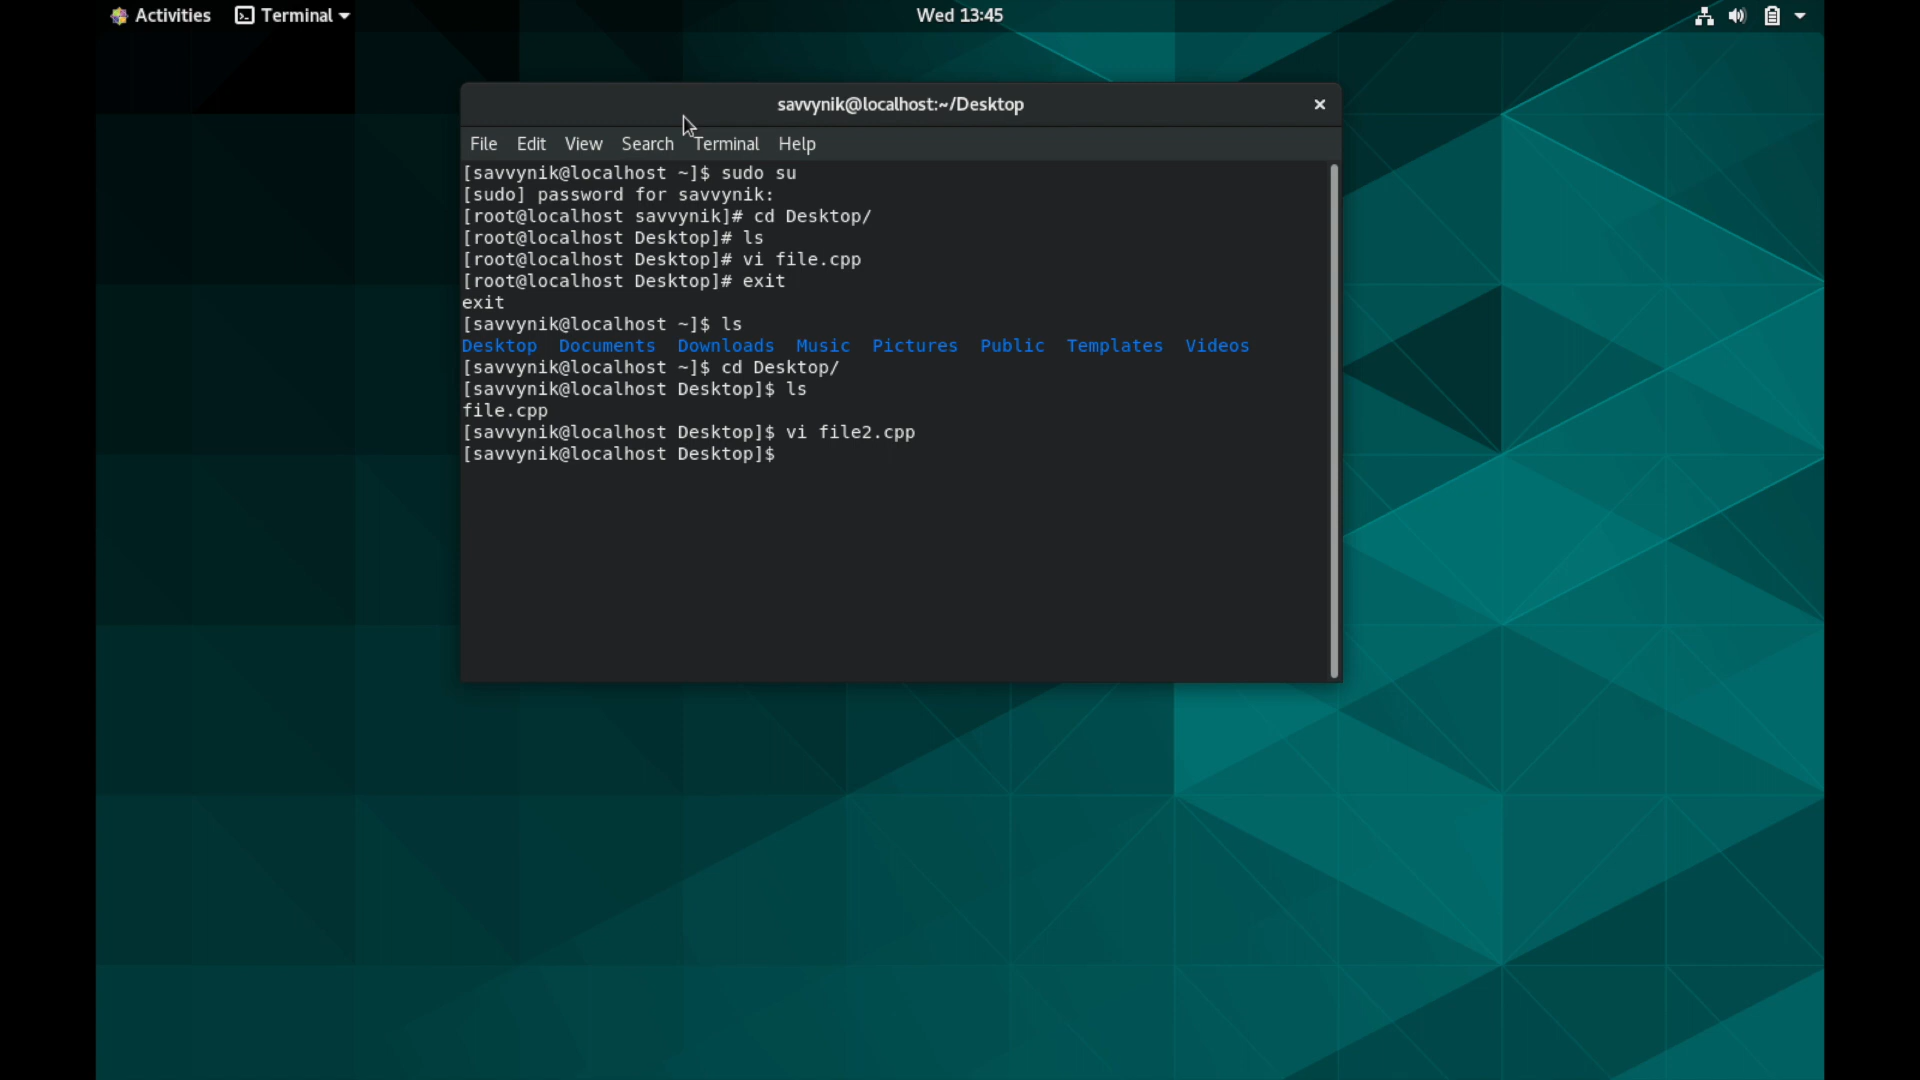 Activities Terminal Wed 13:45
savvynik@localhost:~/Desktop
File Edit View Search Terminal Help
[savvynik@localhost ~]$ sudo su
[sudo] password for savvynik:
[root@localhost savvynik]# cd Desktop/
[root@localhost Desktop]# ls
[root@localhost Desktop]# vi file.cpp
[root@localhost Desktop]# exit
exit
[savvynik@localhost ~]$ ls
Desktop Documents Downloads Music Pictures Public Templates Videos
[savvynik@localhost ~]$ cd Desktop/
[savvynik@localhost Desktop]$ ls
file.cpp
[savvynik@localhost Desktop]$ vi file2.cpp
[savvynik@localhost Desktop]$